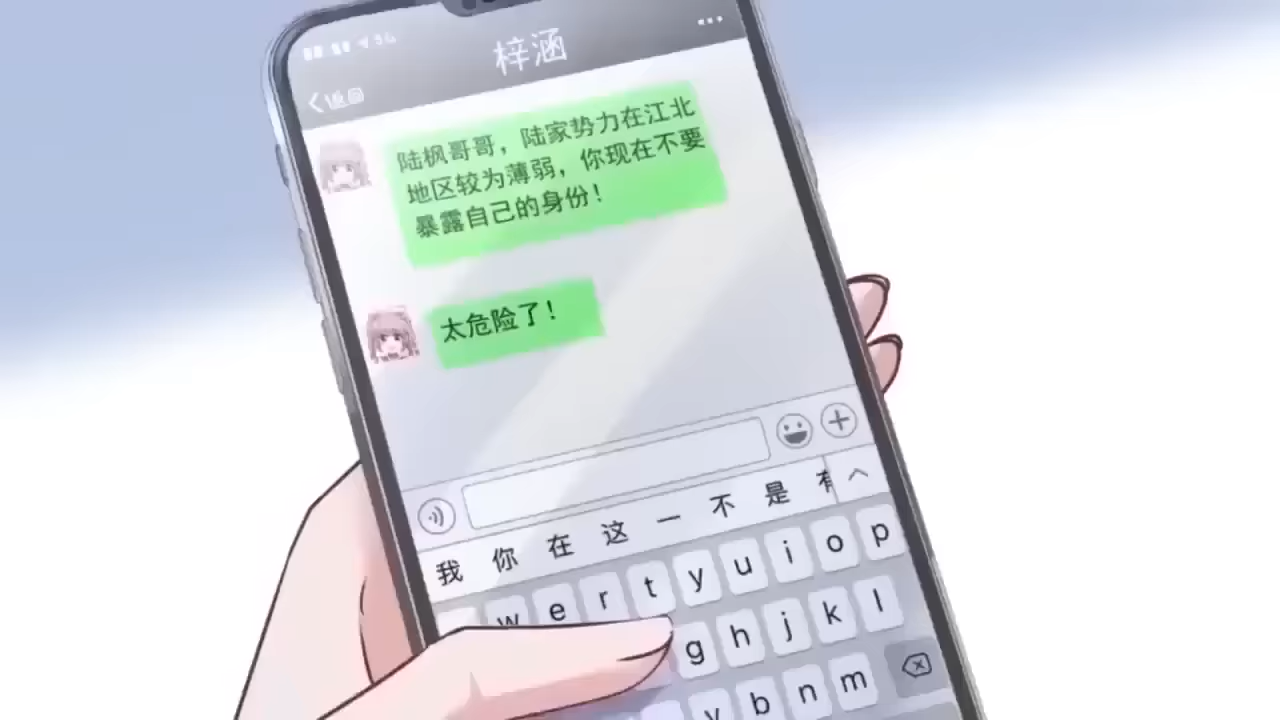 梓涵
返回
陆枫哥哥，陆家势力在江北
地区较为薄弱，你现在不要
暴露自己的身份！
太危险了！
我 你 在 这 一 不 是 有
w e r t y u i o p
g h j k l
v b n m